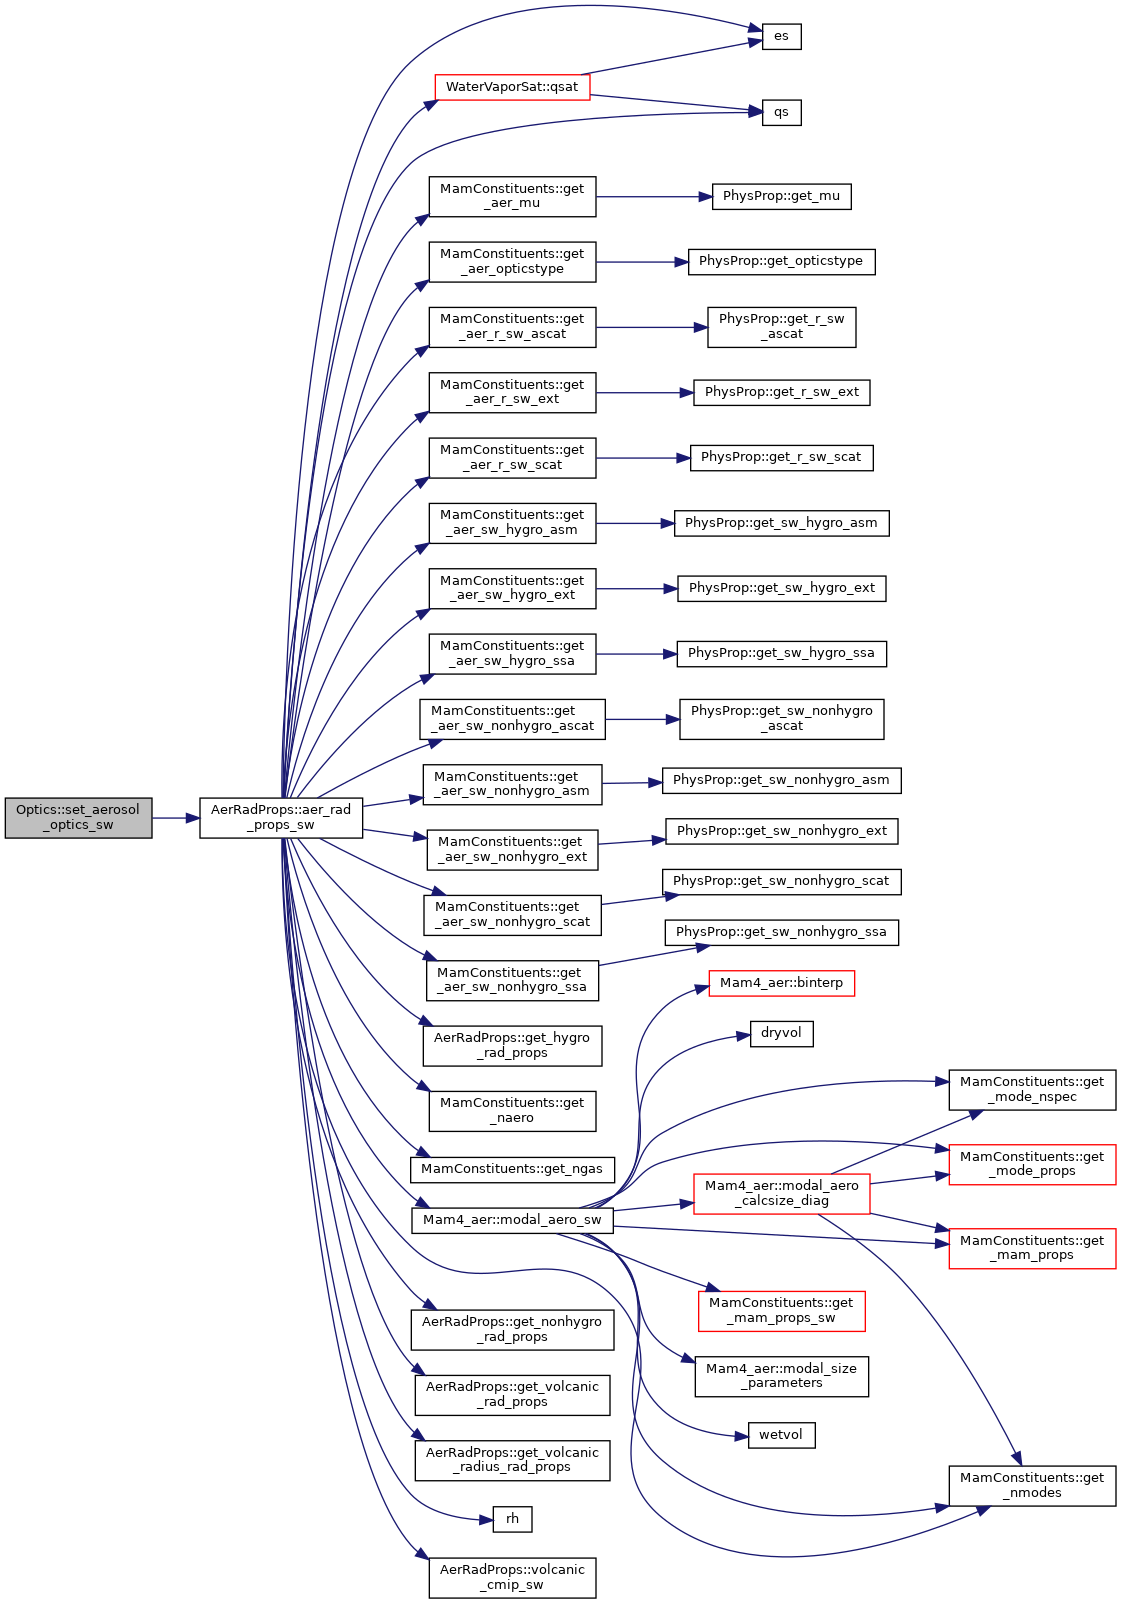 es
WaterVaporSat::qsat
qs
MamConstituents::get
_aer_mu
PhysProp::get_mu
MamConstituents::get
_aer_opticstype
PhysProp::get_opticstype
MamConstituents::get
_aer_r_sw_ascat
PhysProp::get_r_sw
_ascat
MamConstituents::get
_aer_r_sw_ext
PhysProp::get_r_sw_ext
MamConstituents::get
_aer_r_sw_scat
PhysProp::get_r_sw_scat
MamConstituents::get
_aer_sw_hygro_asm
PhysProp::get_sw_hygro_asm
MamConstituents::get
_aer_sw_hygro_ext
PhysProp::get_sw_hygro_ext
MamConstituents::get
_aer_sw_hygro_ssa
PhysProp::get_sw_hygro_ssa
MamConstituents::get
_aer_sw_nonhygro_ascat
PhysProp::get_sw_nonhygro
_ascat
MamConstituents::get
_aer_sw_nonhygro_asm
PhysProp::get_sw_nonhygro_asm
Optics::set_aerosol
_optics_sw
AerRadProps::aer_rad
_props_sw
MamConstituents::get
_aer_sw_nonhygro_ext
PhysProp::get_sw_nonhygro_ext
MamConstituents::get
_aer_sw_nonhygro_scat
PhysProp::get_sw_nonhygro_scat
MamConstituents::get
_aer_sw_nonhygro_ssa
PhysProp::get_sw_nonhygro_ssa
Mam4_aer::binterp
AerRadProps::get_hygro
_rad_props
dryvol
MamConstituents::get
_naero
MamConstituents::get
_mode_nspec
MamConstituents::get_ngas
MamConstituents::get
_mode_props
Mam4_aer::modal_aero_sw
Mam4_aer::modal_aero
_calcsize_diag
MamConstituents::get
_mam_props
AerRadProps::get_nonhygro
_rad_props
MamConstituents::get
_mam_props_sw
AerRadProps::get_volcanic
_rad_props
Mam4_aer::modal_size
_parameters
AerRadProps::get_volcanic
_radius_rad_props
wetvol
MamConstituents::get
_nmodes
rh
AerRadProps::volcanic
_cmip_sw